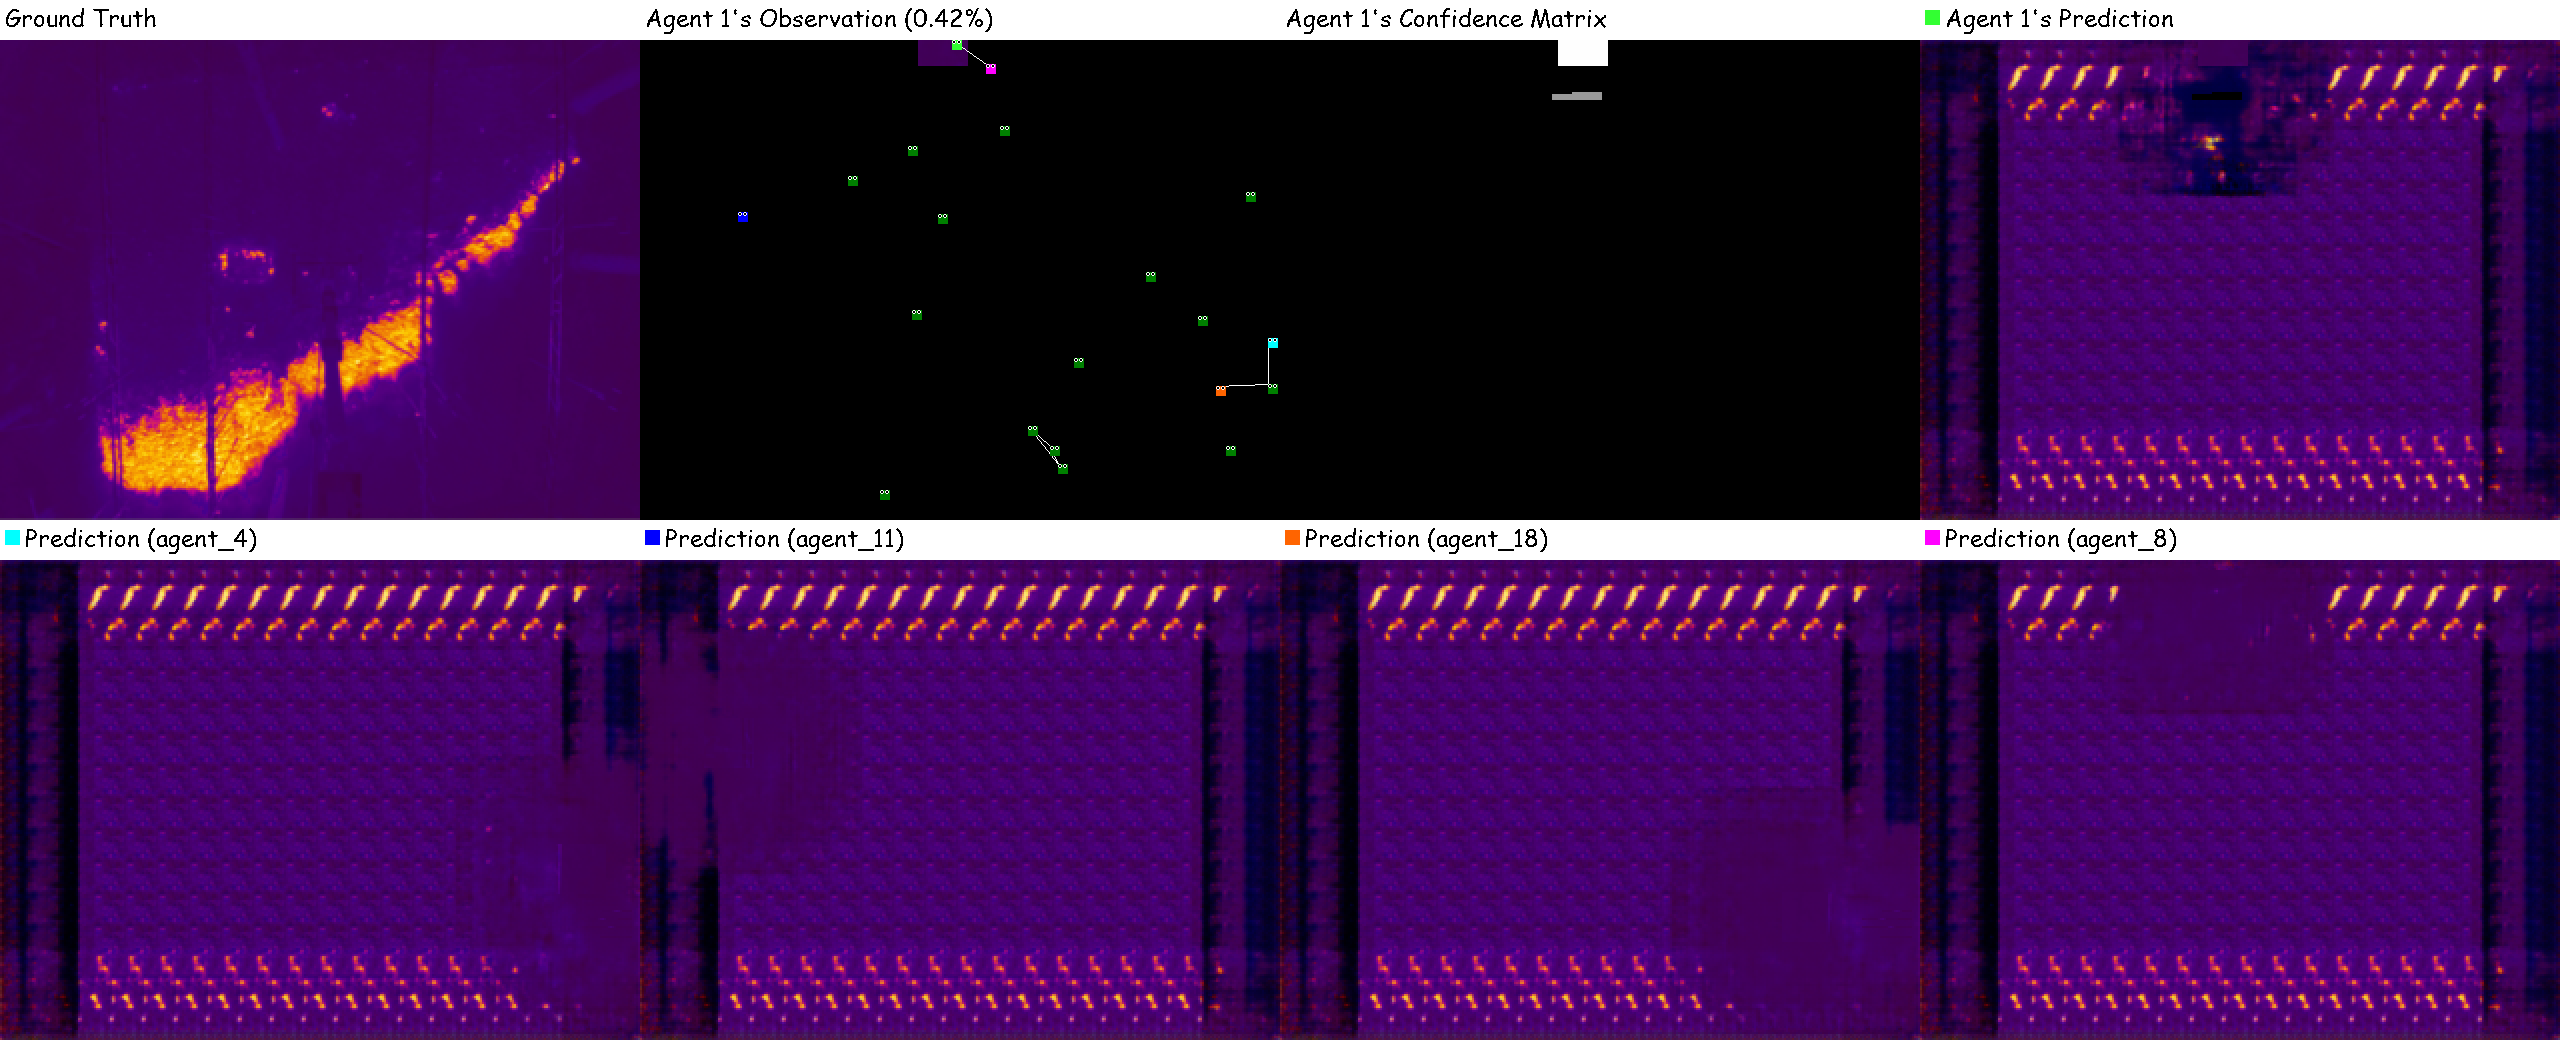 Ground Truth
Agent 1's Observation (0.42%)
Agent 1's Confidence Matrix
Agent 1's Prediction
Prediction (agent_4)
Prediction (agent_11)
Prediction (agent_18)
Prediction (agent_8)